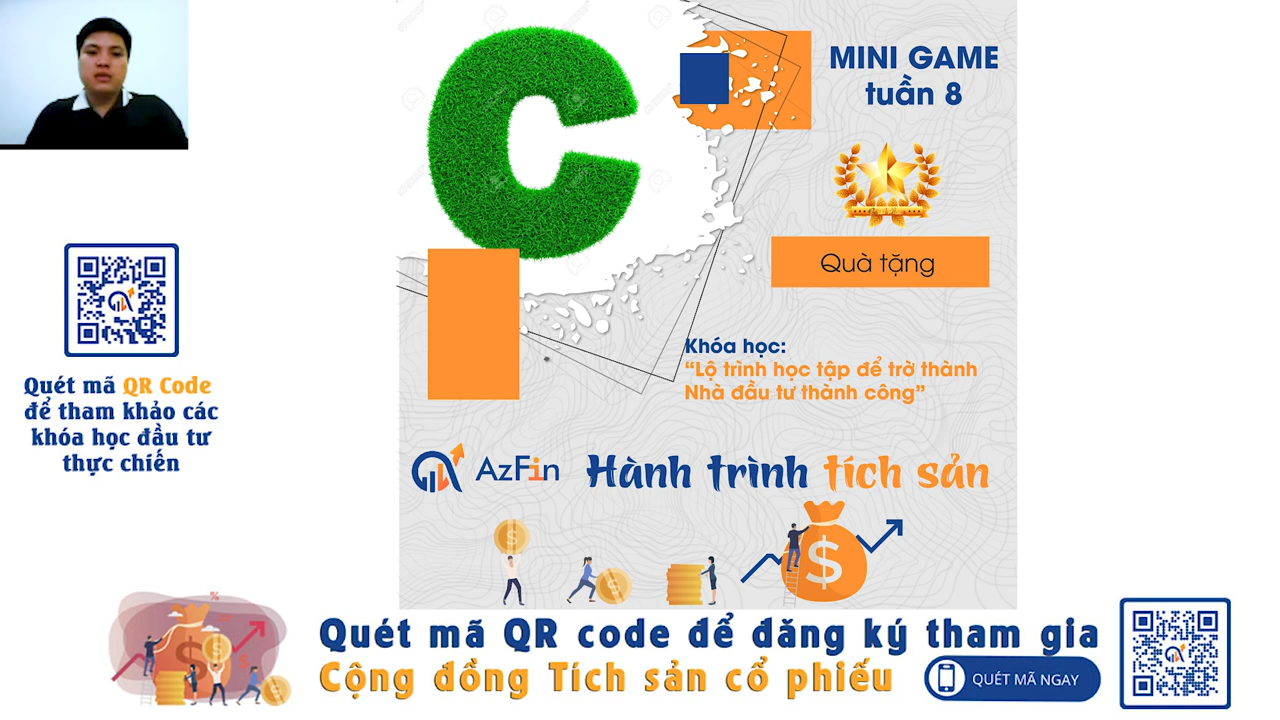 C
MINI GAME
tuần 8
Quà tặng
Khóa học:
“Lộ trình học tập để trở thành
Nhà đầu tư thành công”
AzFin
Hành trình tích sản
Quét mã QR Code
để tham khảo các
khóa học đầu tư
thực chiến
Quét mã QR code để đăng ký tham gia
Cộng đồng Tích sản cổ phiếu
QUÉT MÃ NGAY
$
$
$
%